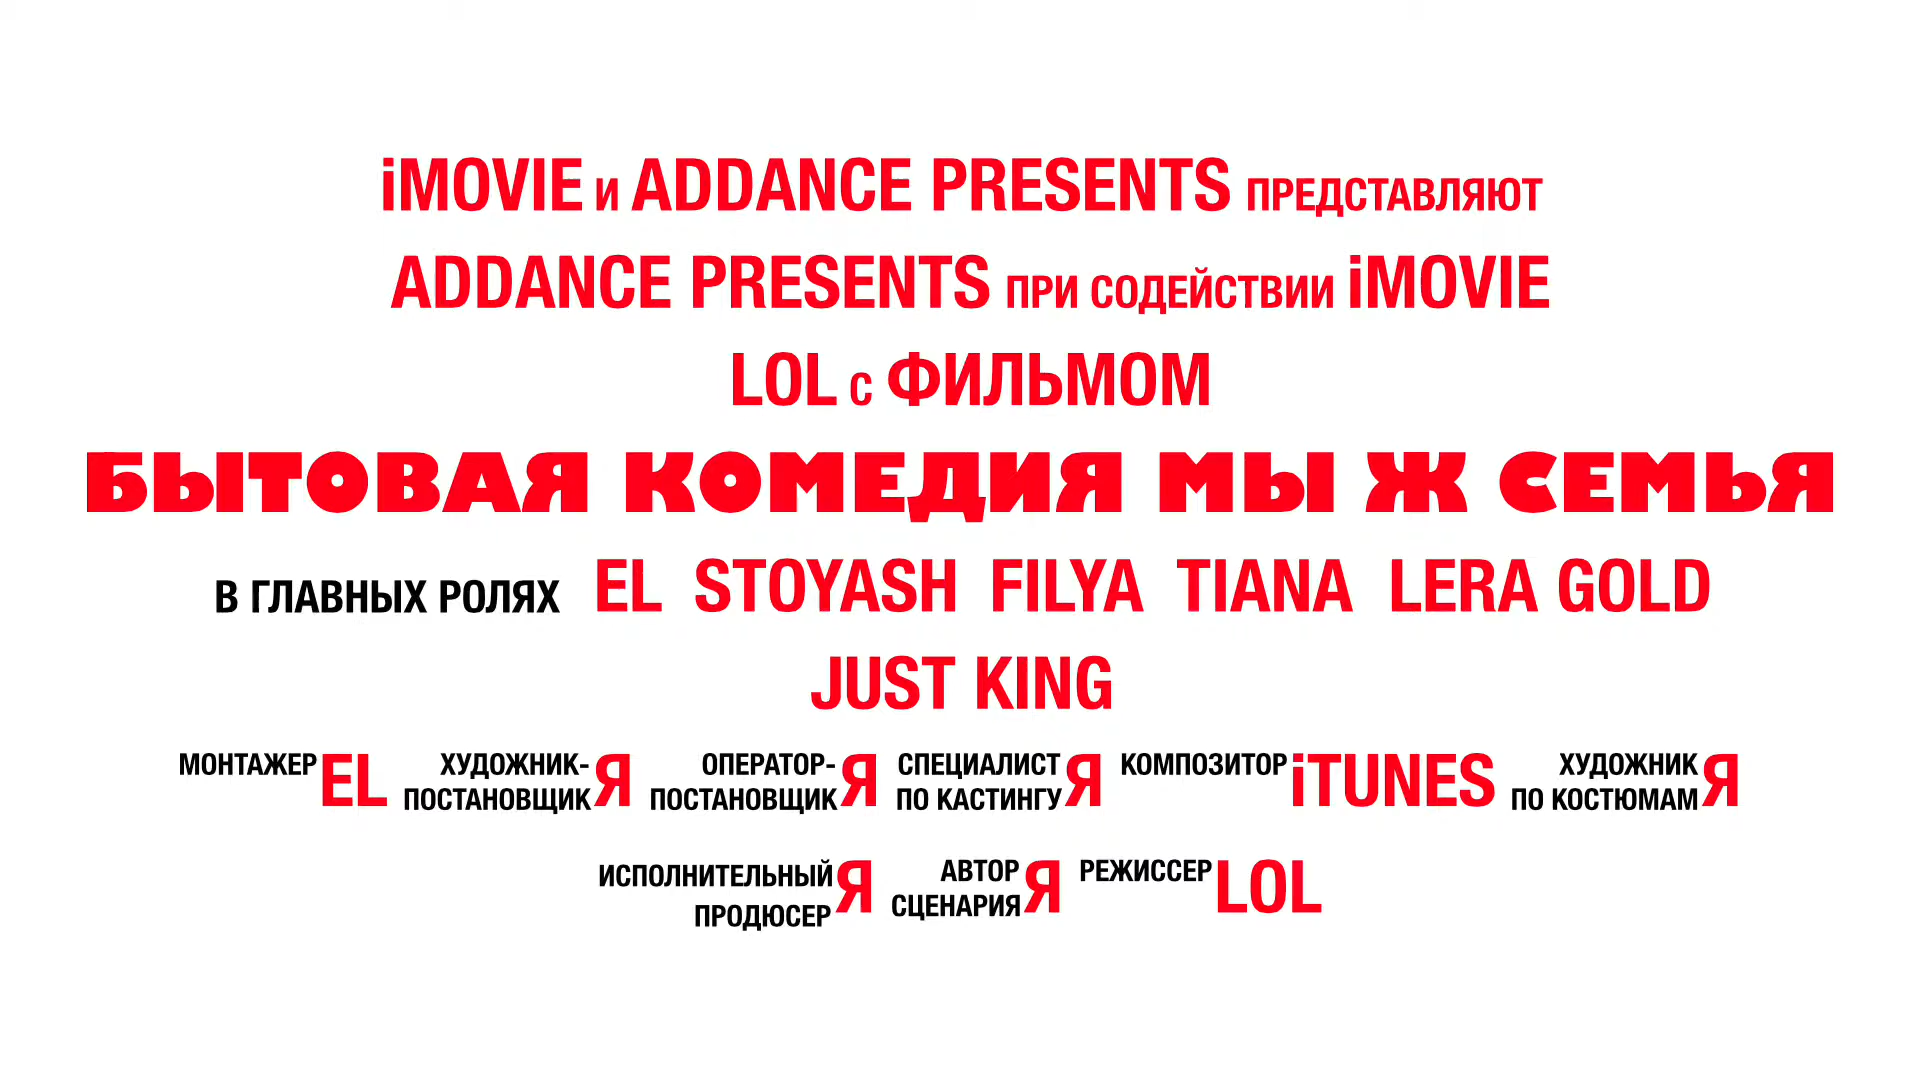 iMOVIE и ADDANCE PRESENTS ПРЕДСТАВЛЯЮТ
ADDANCE PRESENTS ПРИ СОДЕЙСТВИИ iMOVIE
LOL С ФИЛЬМОМ
БЫТОВАЯ КОМЕДИЯ МЫ Ж СЕМЬЯ
В ГЛАВНЫХ РОЛЯХ EL STOYASH FILYA TIANA LERA GOLD
JUST KING
МОНТАЖЕР EL ХУДОЖНИК-ПОСТАНОВЩИК Я ОПЕРАТОР-ПОСТАНОВЩИК Я СПЕЦИАЛИСТ ПО КАСТИНГУ Я КОМПОЗИТОР iTUNES ХУДОЖНИК ПО КОСТЮМАМ Я
ИСПОЛНИТЕЛЬНЫЙ ПРОДЮСЕР Я АВТОР СЦЕНАРИЯ Я РЕЖИССЕР LOL